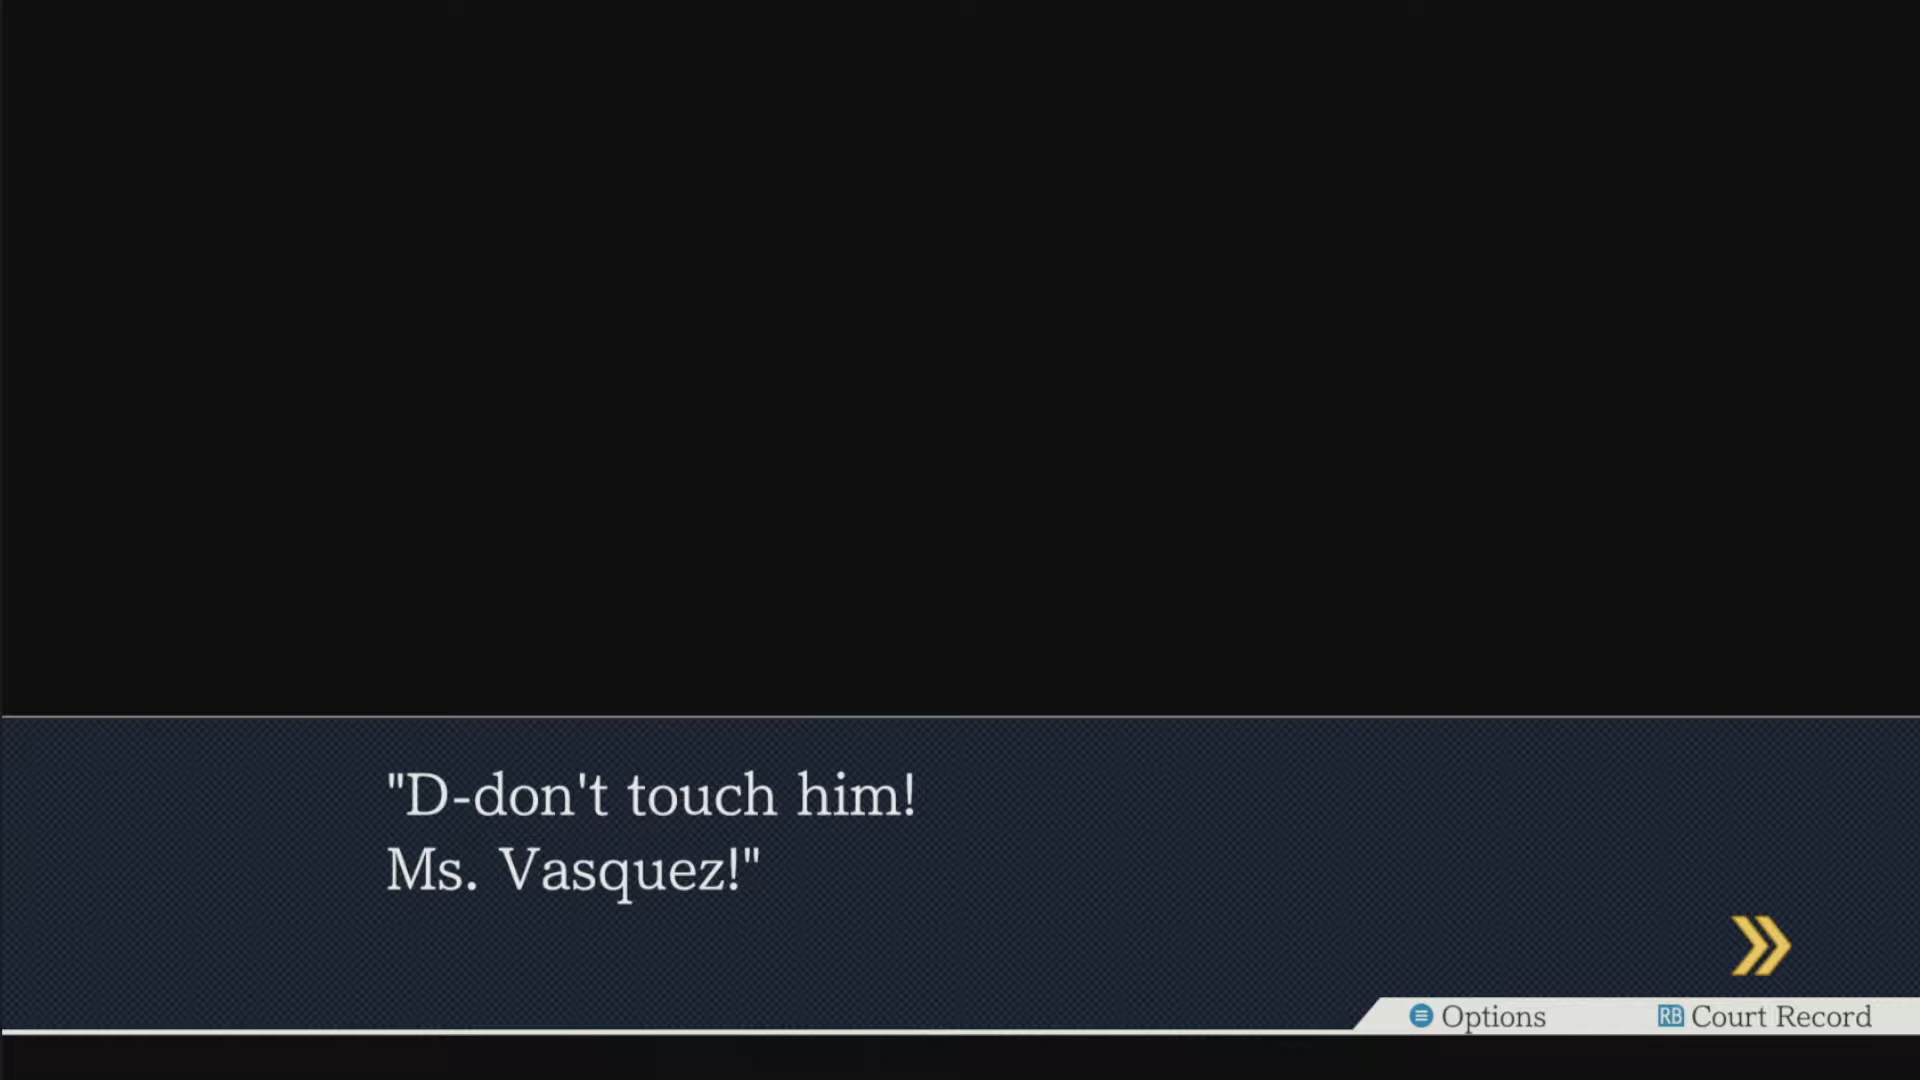 "D-don't touch him!
Ms. Vasquez!"
Options
RB Court Record